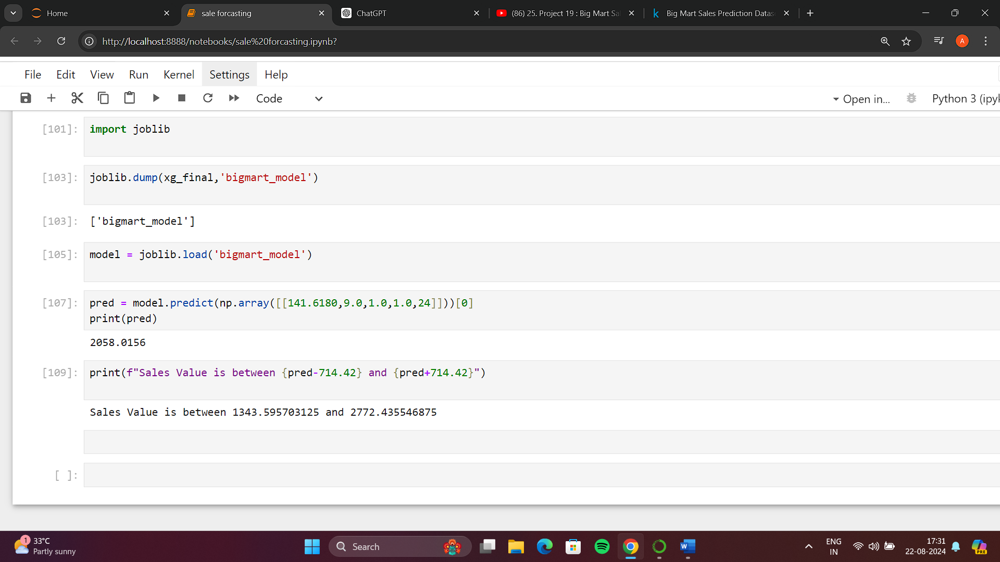 Home
sale forcasting
ChatGPT
(86) 25. Project 19 : Big Mart Sa
Big Mart Sales Prediction Datas
http://localhost:8888/notebooks/sale%20forcasting.ipynb?
A
File Edit View Run Kernel Settings Help
Code
Open in...
Python 3 (ipyk
[101]: import joblib
[103]: joblib.dump(xg_final,'bigmart_model')
[103]: ['bigmart_model']
[105]: model = joblib.load('bigmart_model')
[107]: pred = model.predict(np.array([[141.6180,9.0,1.0,1.0,24]]))[0]
print(pred)
2058.0156
[109]: print(f"Sales Value is between {pred-714.42} and {pred+714.42}")
Sales Value is between 1343.595703125 and 2772.435546875
[ ]:
1
33°C
Partly sunny
Search
W
ENG
IN
17:31
22-08-2024
PRE